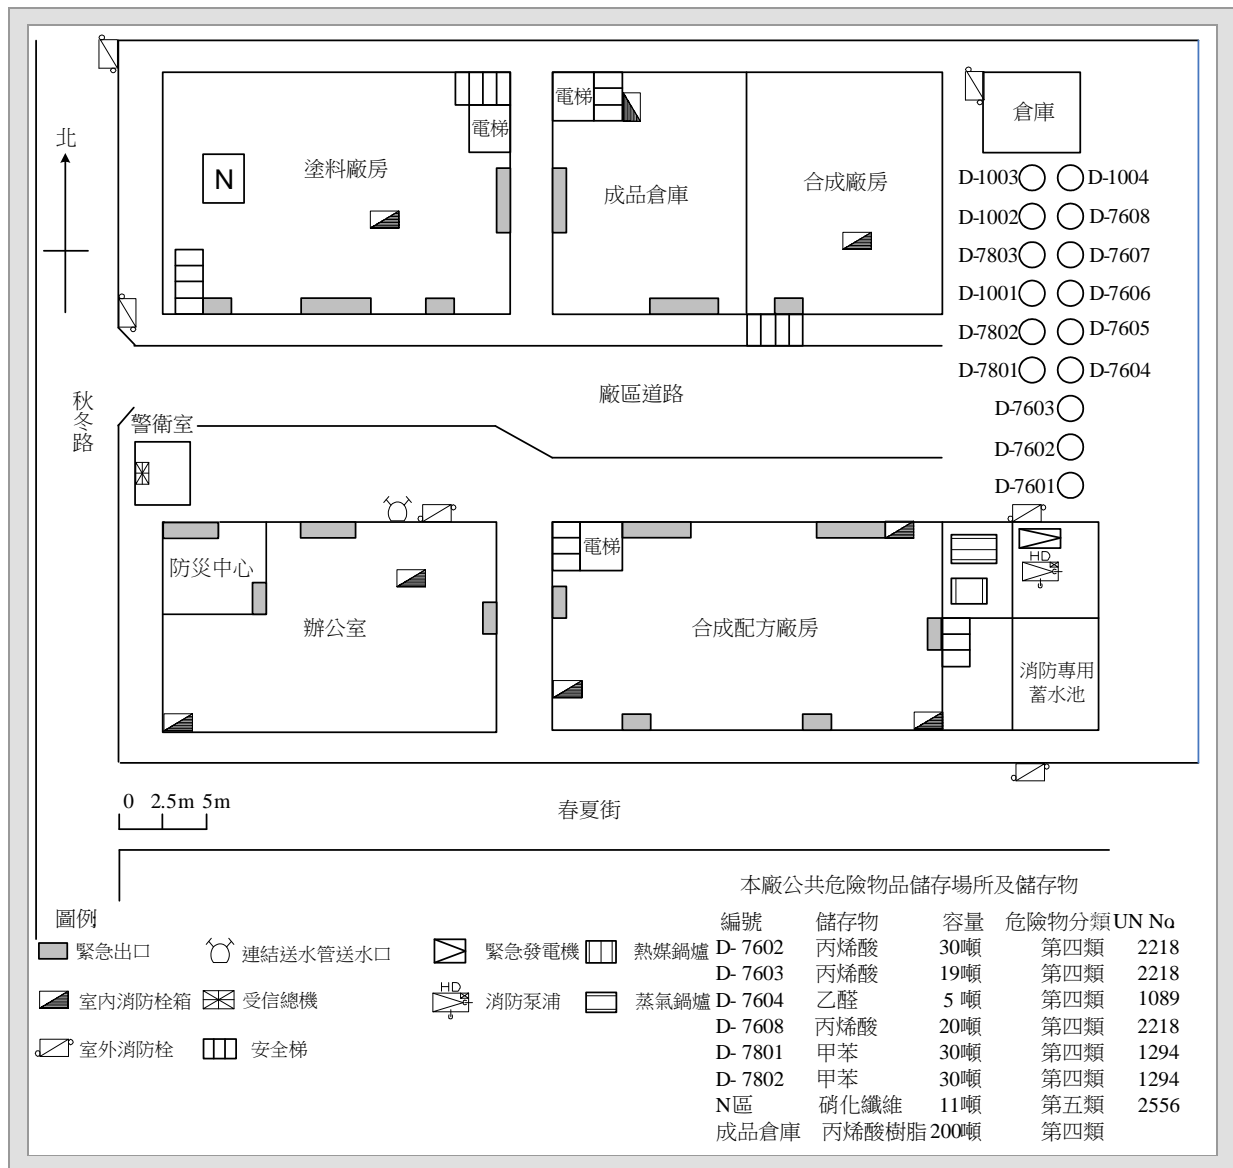 北
電梯
塗料廠房
N
電梯
成品倉庫
合成廠房
倉庫
D-1003 D-1004
D-1002 D-7608
D-7803 D-7607
D-1001 D-7606
D-7802 D-7605
D-7801 D-7604
D-7603
D-7602
D-7601
廠區道路
秋冬路
警衛室
防災中心
辦公室
電梯
合成配方廠房
HD
消防專用
蓄水池
0 2.5m 5m
春夏街
本廠公共危險物品儲存場所及儲存物
編號 儲存物 容量 危險物分類 UN No.
D- 7602 丙烯酸 30噸 第四類 2218
D- 7603 丙烯酸 19噸 第四類 2218
D- 7604 乙醛 5 噸 第四類 1089
D- 7608 丙烯酸 20噸 第四類 2218
D- 7801 甲苯 30噸 第四類 1294
D- 7802 甲苯 30噸 第四類 1294
N區 硝化纖維 11噸 第五類 2556
成品倉庫 丙烯酸樹脂 200噸 第四類
圖例
緊急出口 連結送水管送水口 緊急發電機 熱媒鍋爐
室內消防栓箱 受信總機 HD 消防泵浦 蒸氣鍋爐
室外消防栓 安全梯